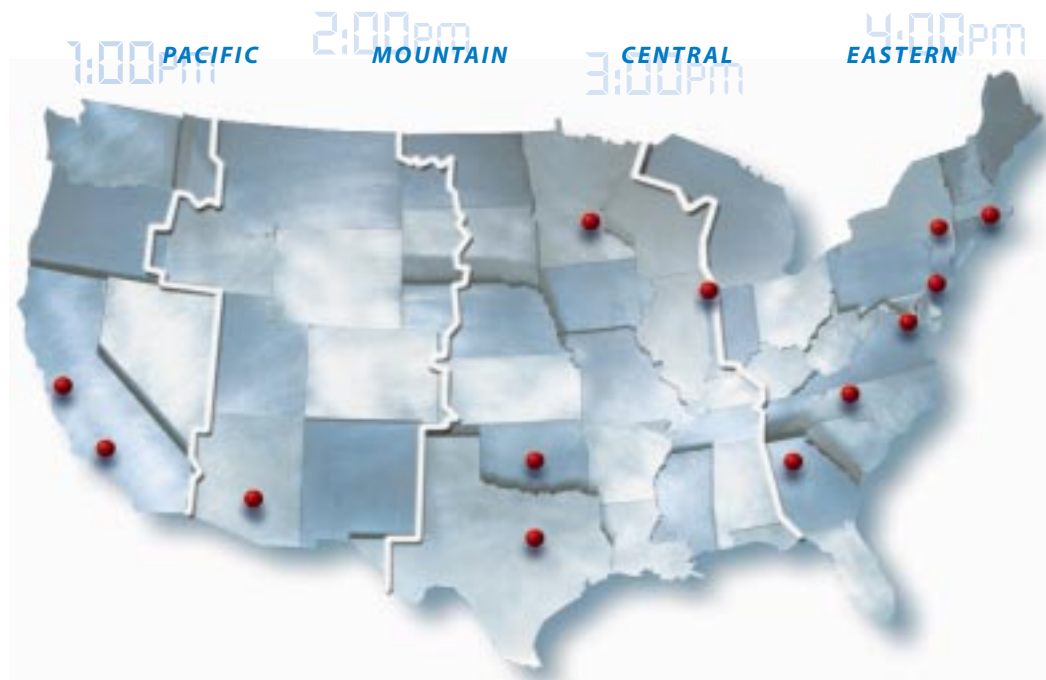 1:00pm
PACIFIC
2:00pm
MOUNTAIN
3:00pm
CENTRAL
4:00pm
EASTERN